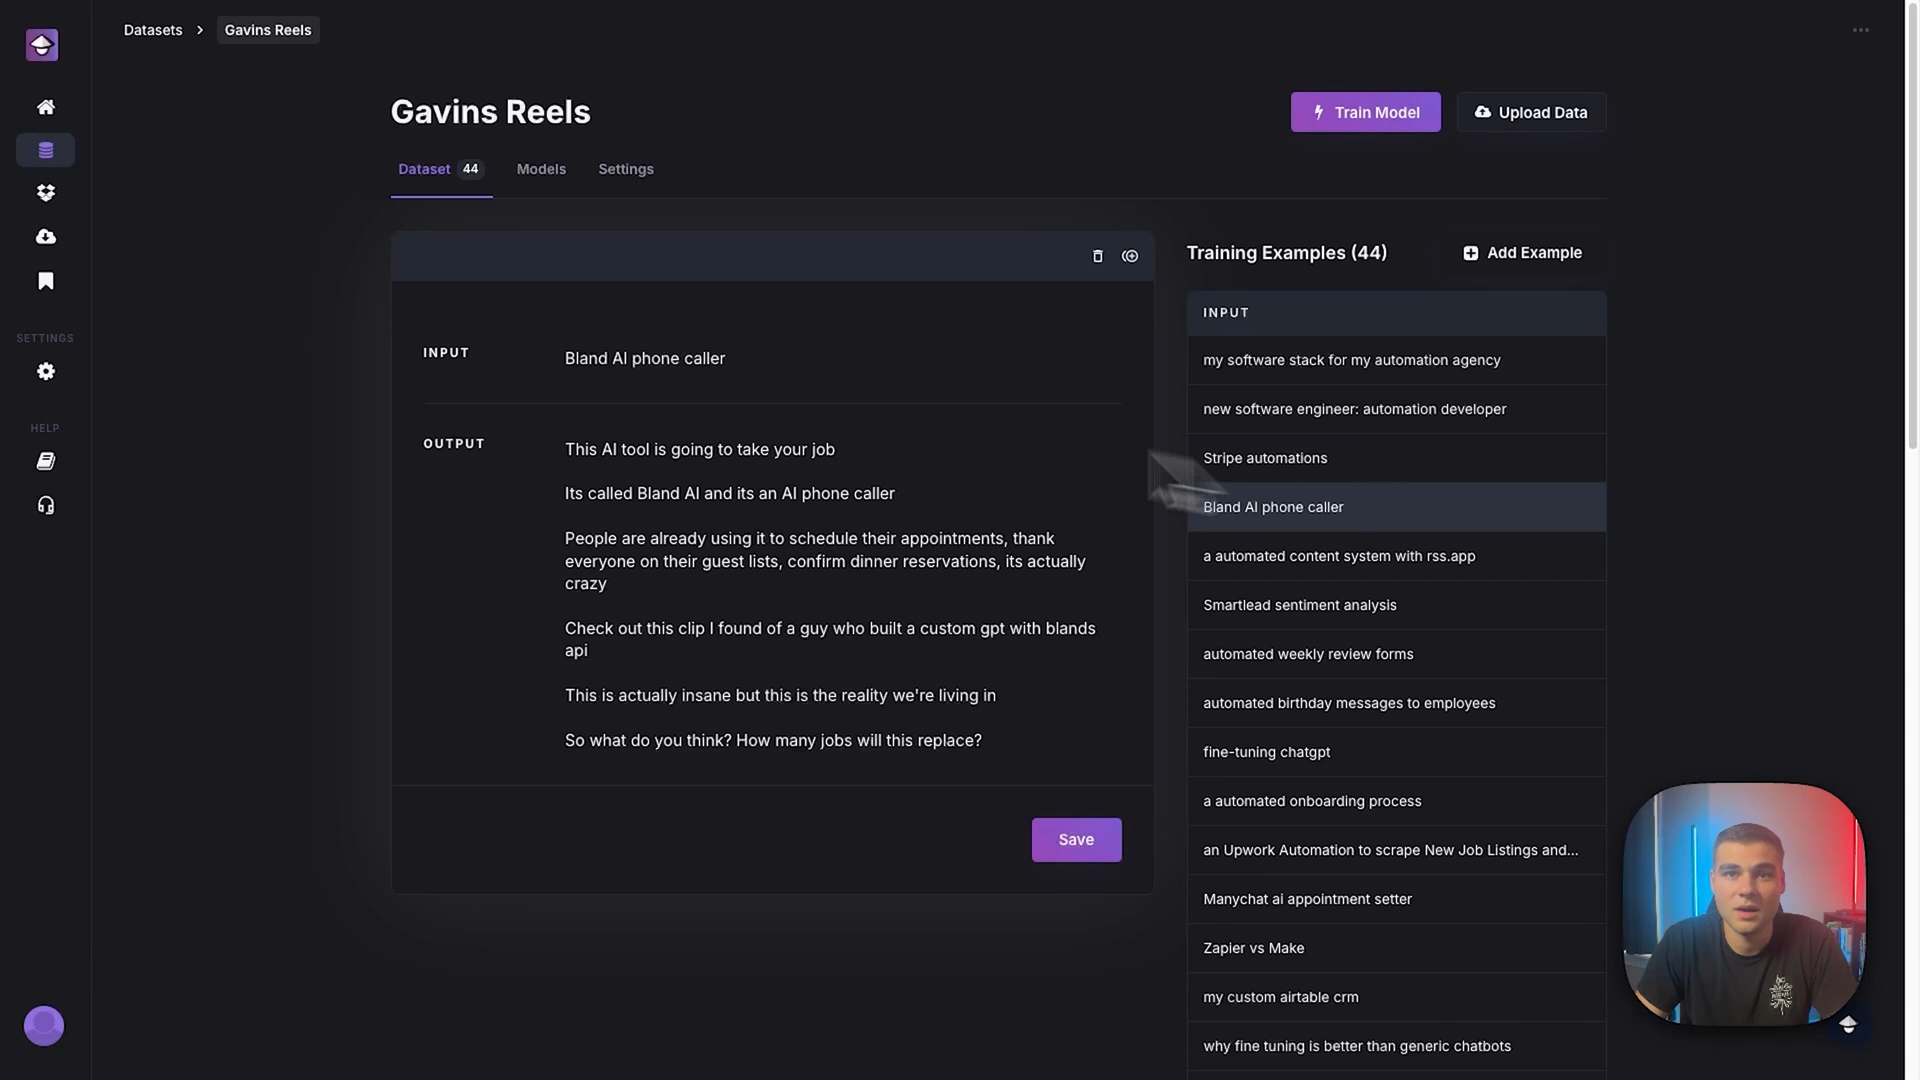 Datasets
Gavins Reels
Gavins Reels
Train Model
Upload Data
Dataset 44
Models
Settings
SETTINGS
HELP
INPUT
Bland AI phone caller
OUTPUT
This AI tool is going to take your job
Its called Bland AI and its an AI phone caller
People are already using it to schedule their appointments, thank
everyone on their guest lists, confirm dinner reservations, its actually
crazy
Check out this clip I found of a guy who built a custom gpt with blands
api
This is actually insane but this is the reality we're living in
So what do you think? How many jobs will this replace?
Save
Training Examples (44)
Add Example
INPUT
my software stack for my automation agency
new software engineer: automation developer
Stripe automations
Bland AI phone caller
a automated content system with rss.app
Smartlead sentiment analysis
automated weekly review forms
automated birthday messages to employees
fine-tuning chatgpt
a automated onboarding process
an Upwork Automation to scrape New Job Listings and...
Manychat ai appointment setter
Zapier vs Make
my custom airtable crm
why fine tuning is better than generic chatbots